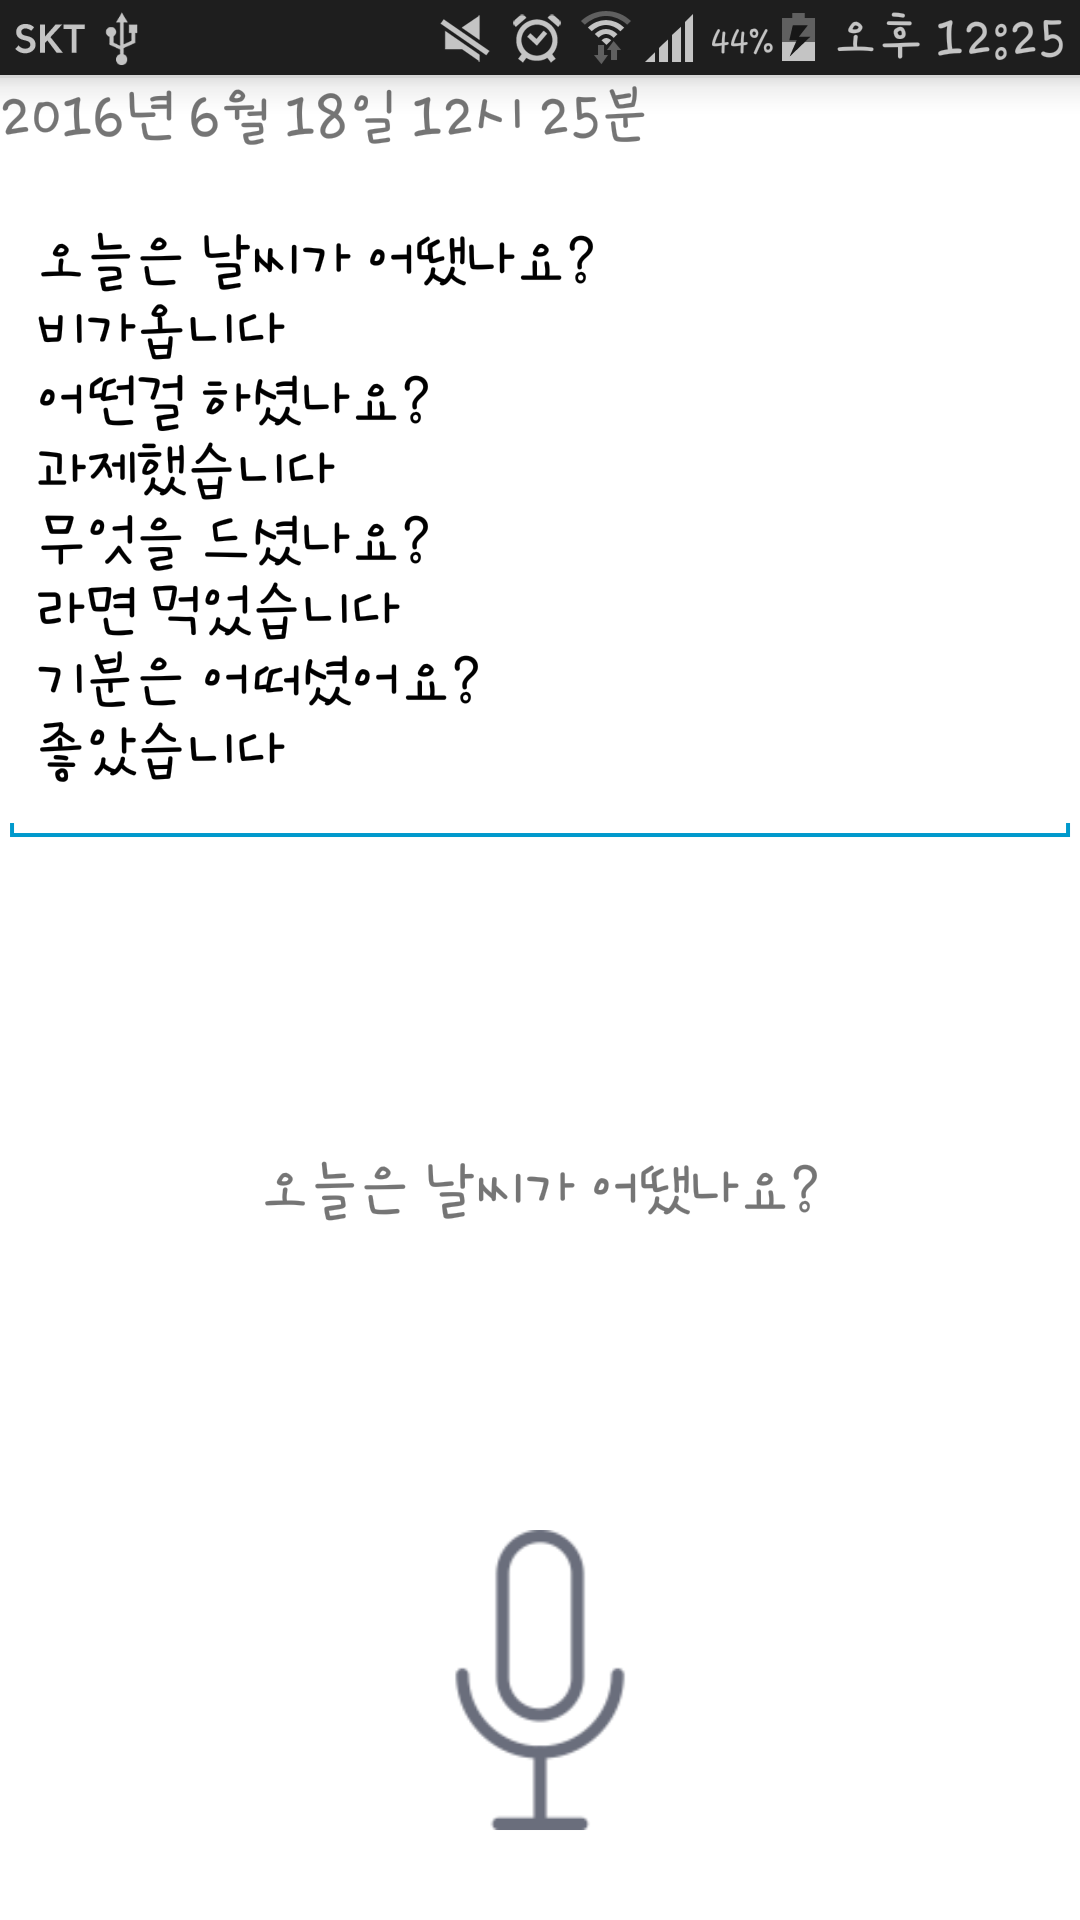 SKT 44% 오후 12:25
2016년 6월 18일 12시 25분
오늘은 날씨가 어땠나요?
비가옵니다
어떤걸 하셨나요?
과제했습니다
무엇을 드셨나요?
라면 먹었습니다
기분은 어떠셨어요?
좋았습니다
오늘은 날씨가 어땠나요?